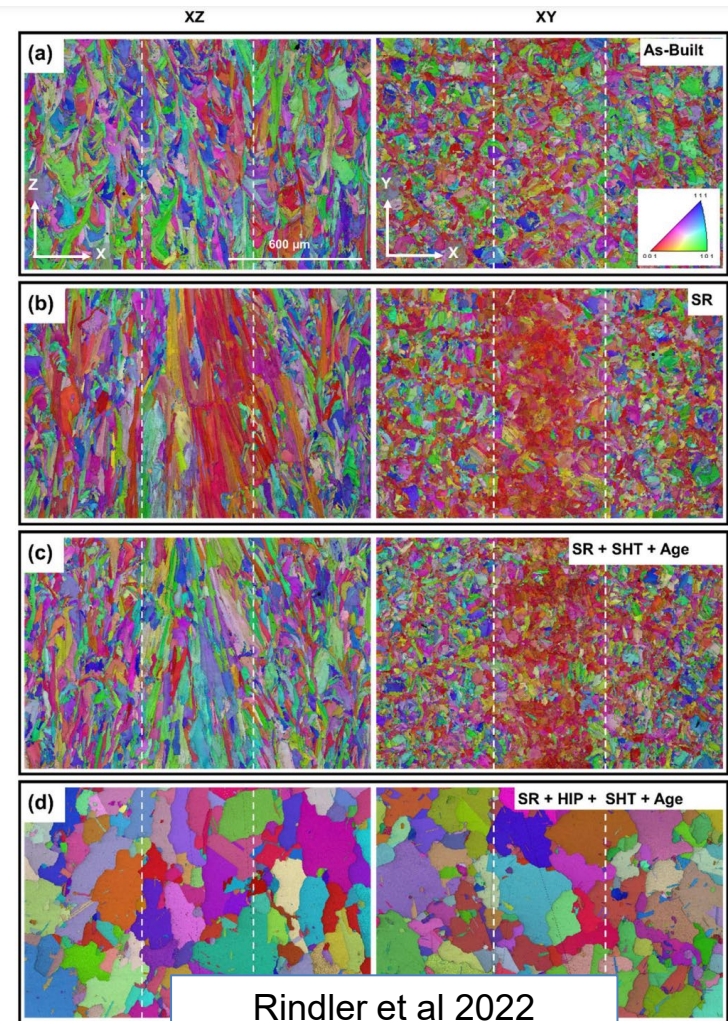 XZ XY
(a) As-Built
Z Y
X X
600 µm
111
001 101
(b) SR
(c) SR + SHT + Age
(d) SR + HIP + SHT + Age
Rindler et al 2022